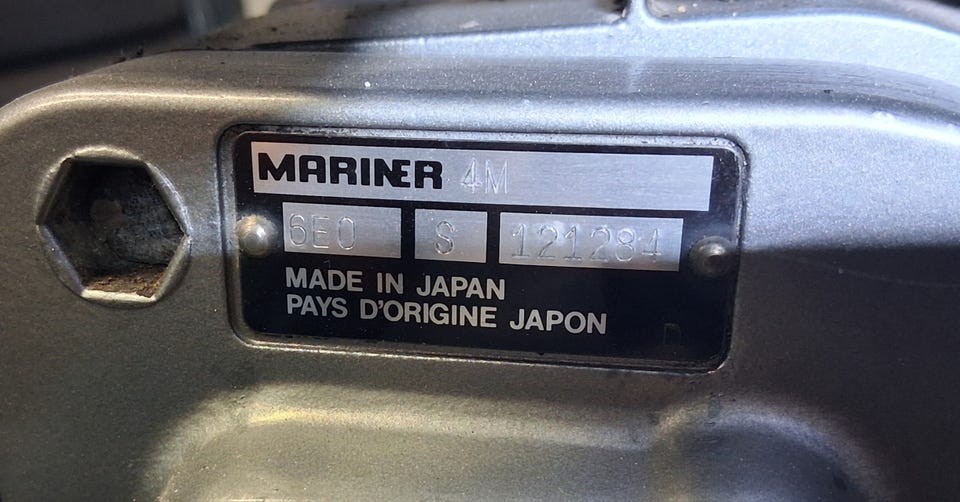 MARINER 4M
6E0 S 121284
MADE IN JAPAN
PAYS D'ORIGINE JAPON
D